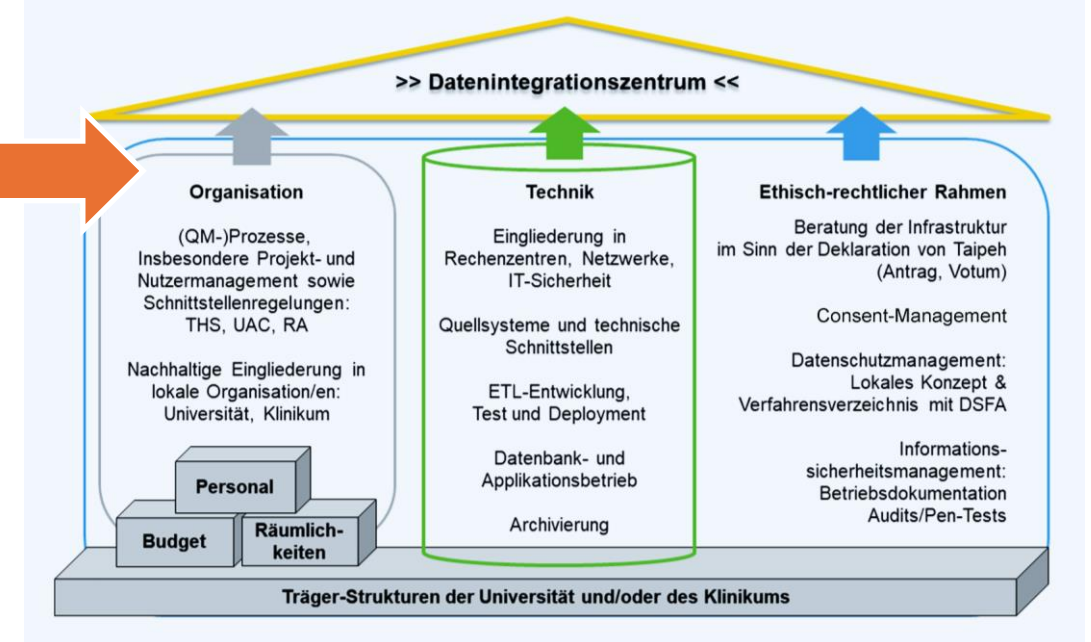 >> Datenintegrationszentrum <<
Organisation
(QM-)Prozesse,
Insbesondere Projekt- und
Nutzermanagement sowie
Schnittstellenregelungen:
THS, UAC, RA
Nachhaltige Eingliederung in
lokale Organisation/en:
Universität, Klinikum
Personal
Budget
Räumlich-
keiten
Technik
Eingliederung in
Rechenzentren, Netzwerke,
IT-Sicherheit
Quellsysteme und technische
Schnittstellen
ETL-Entwicklung,
Test und Deployment
Datenbank- und
Applikationsbetrieb
Archivierung
Ethisch-rechtlicher Rahmen
Beratung der Infrastruktur
im Sinn der Deklaration von Taipeh
(Antrag, Votum)
Consent-Management
Datenschutzmanagement:
Lokales Konzept &
Verfahrensverzeichnis mit DSFA
Informations-
sicherheitsmanagement:
Betriebsdokumentation
Audits/Pen-Tests
Träger-Strukturen der Universität und/oder des Klinikums